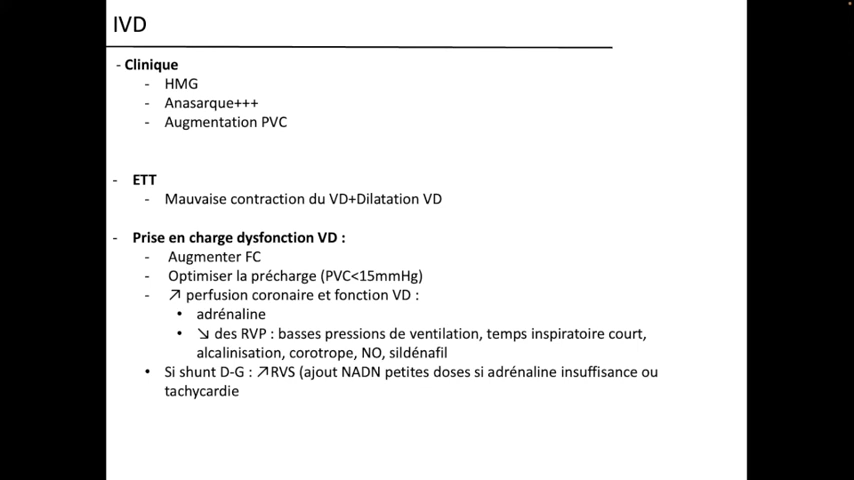 IVD
- Clinique
- HMG
- Anasarque+++
- Augmentation PVC
- ETT
- Mauvaise contraction du VD+Dilatation VD
- Prise en charge dysfonction VD :
- Augmenter FC
- Optimiser la précharge (PVC<15mmHg)
- ↗ perfusion coronaire et fonction VD :
• adrénaline
• ↘ des RVP : basses pressions de ventilation, temps inspiratoire court,
alcalinisation, corotrope, NO, sildénafil
• Si shunt D-G : ↗RVS (ajout NADN petites doses si adrénaline insuffisance ou
tachycardie